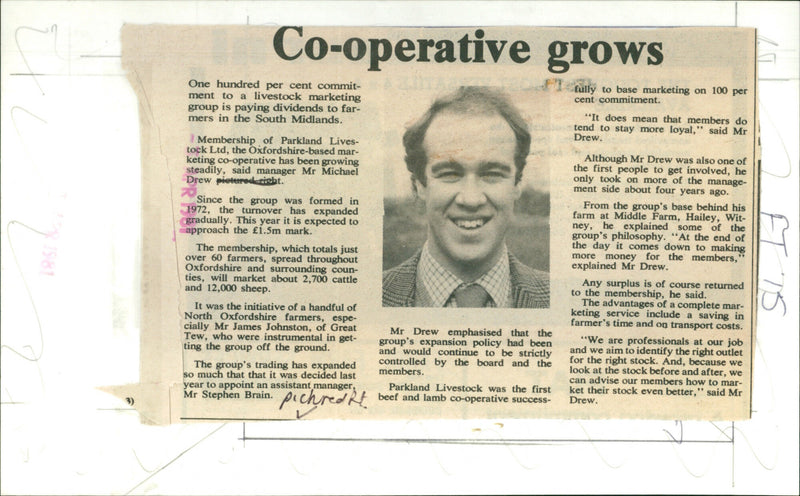 Co-operative grows
One hundred per cent commit-
ment to a livestock marketing
group is paying dividends to far-
mers in the South Midlands.
Membership of Parkland Lives-
tock Ltd, the Oxfordshire-based mar-
keting co-operative has been growing
steadily, said manager Mr Michael
Drew pictured right.
Since the group was formed in
1972, the turnover has expanded
gradually. This year it is expected to
approach the £1.5m mark.
The membership, which totals just
over 60 farmers, spread throughout
Oxfordshire and surrounding coun-
ties, will market about 2,700 cattle
and 12,000 sheep.
It was the initiative of a handful of
North Oxfordshire farmers, espe-
cially Mr James Johnston, of Great
Tew, who were instrumental in get-
ting the group off the ground.
The group's trading has expanded
so much that it was decided last
year to appoint an assistant manager,
Mr Stephen Brain. pictured Rt
Mr Drew emphasised that the
group's expansion policy had been
and would continue to be strictly
controlled by the board and the
members.
Parkland Livestock was the first
beef and lamb co-operative success-
fully to base marketing on 100 per
cent commitment.
"It does mean that members do
tend to stay more loyal," said Mr
Drew.
Although Mr Drew was also one of
the first people to get involved, he
only took on more of the manage-
ment side about four years ago.
From the group's base behind his
farm at Middle Farm, Hailey, Wit-
ney, he explained some of the
group's philosophy. "At the end of
the day it comes down to making
more money for the members,"
explained Mr Drew.
Any surplus is of course returned
to the membership, he said.
The advantages of a complete mar-
keting service include a saving in
farmer's time and on transport costs.
"We are professionals at our job
and we aim to identify the right outlet
for the right stock. And, because we
look at the stock before and after, we
can advise our members how to mar-
ket their stock even better," said Mr
Drew.